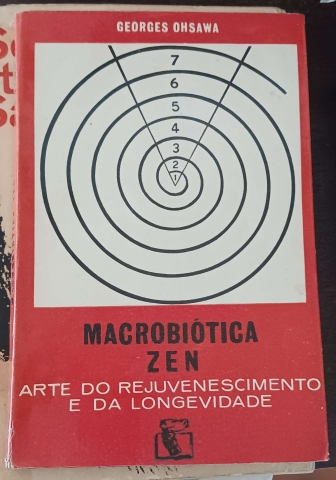 GEORGES OHSAWA
7
6
5
4
3
2
1
MACROBIÓTICA
ZEN
ARTE DO REJUVENESCIMENTO
E DA LONGEVIDADE